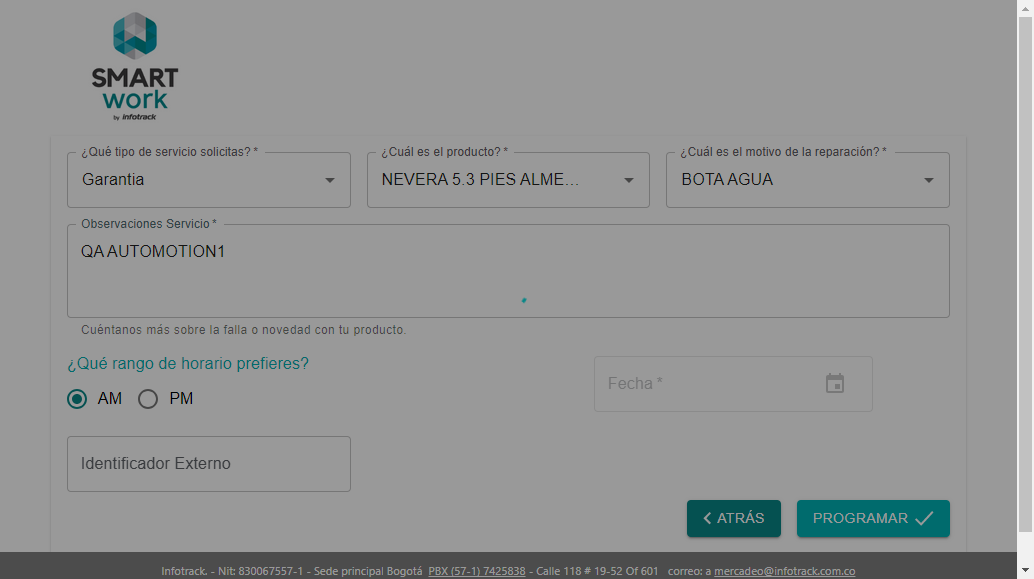 SMART
work
by infotrack
¿Qué tipo de servicio solicitas? *
¿Cuál es el producto? *
¿Cuál es el motivo de la reparación? *
Garantia
NEVERA 5.3 PIES ALME...
BOTA AGUA
Observaciones Servicio *
QA AUTOMOTION1
Cuéntanos más sobre la falla o novedad con tu producto.
¿Qué rango de horario prefieres?
Fecha *
AM
PM
Identificador Externo
ATRÁS
PROGRAMAR
Infotrack. - Nit: 830067557-1 - Sede principal Bogotá PBX (57-1) 7425838 - Calle 118 # 19-52 Of 601 correo: a mercadeo@infotrack.com.co